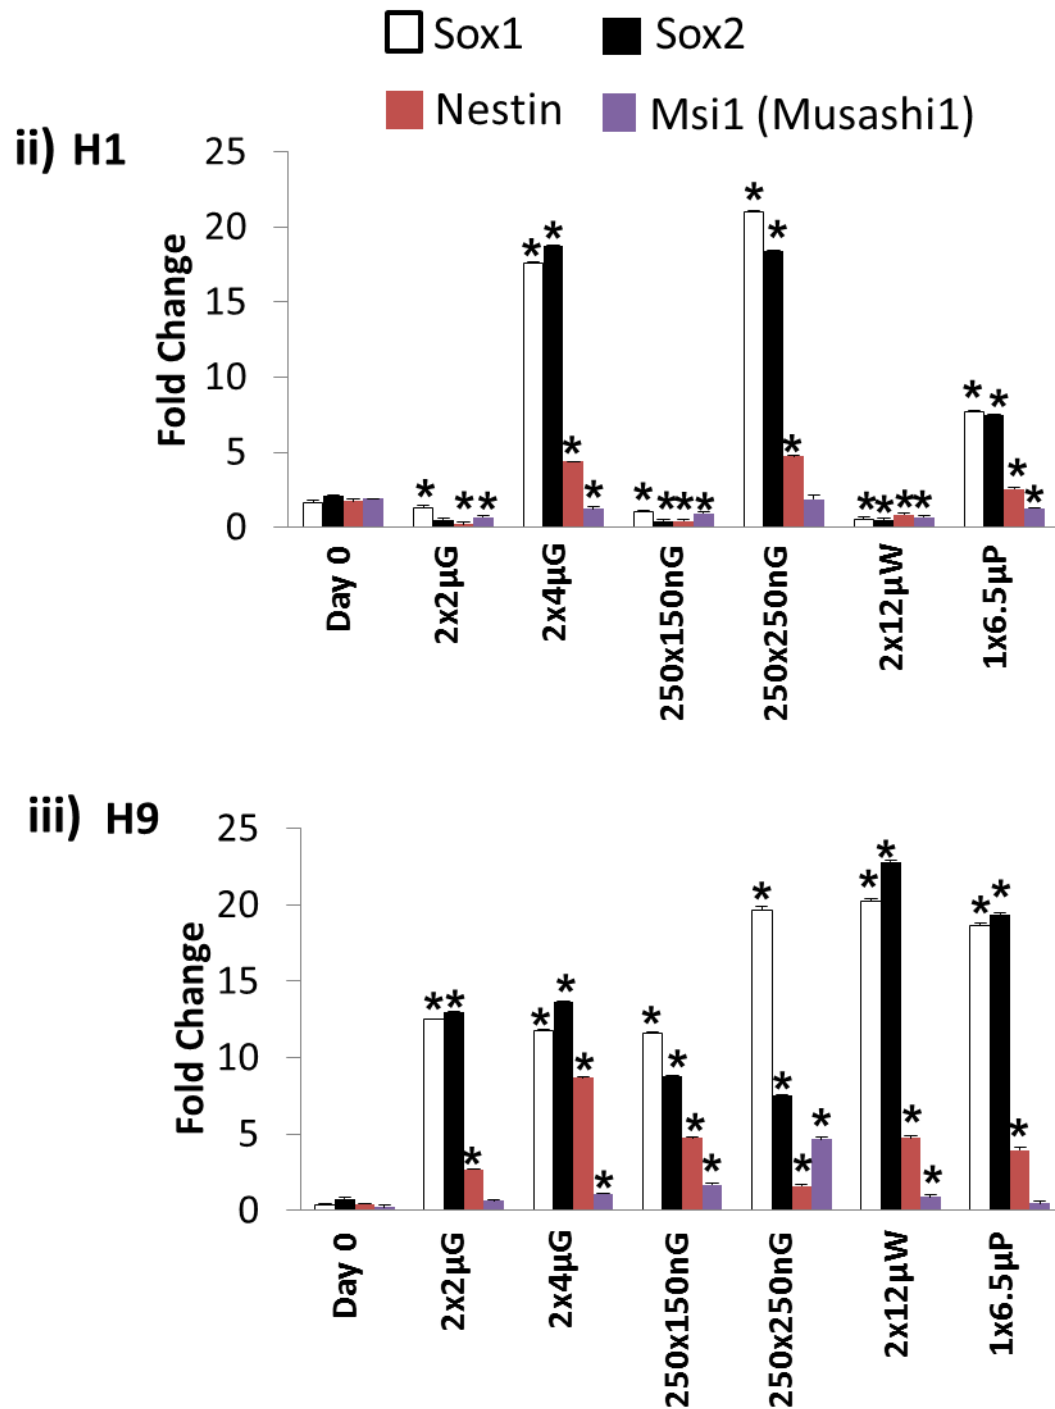 Sox1 Sox2
Nestin Msi1 (Musashi1)
ii) H1
Fold Change
25
20
15
10
5
0
* * * * * * * * * * * * * * * * * * * * * * *
Day 0 2x2µG 2x4µG 250x150nG 250x250nG 2x12µW 1x6.5µP
iii) H9
Fold Change
25
20
15
10
5
0
* * * * * * * * * * * * * * * * * * * * * *
Day 0 2x2µG 2x4µG 250x150nG 250x250nG 2x12µW 1x6.5µP